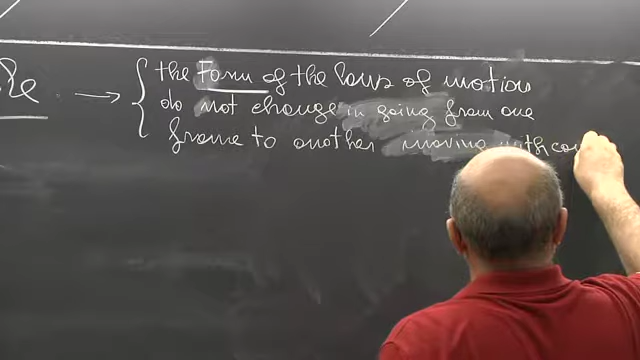 → { the Form of the laws of motion
do not change in going from one
frame to another moving with co